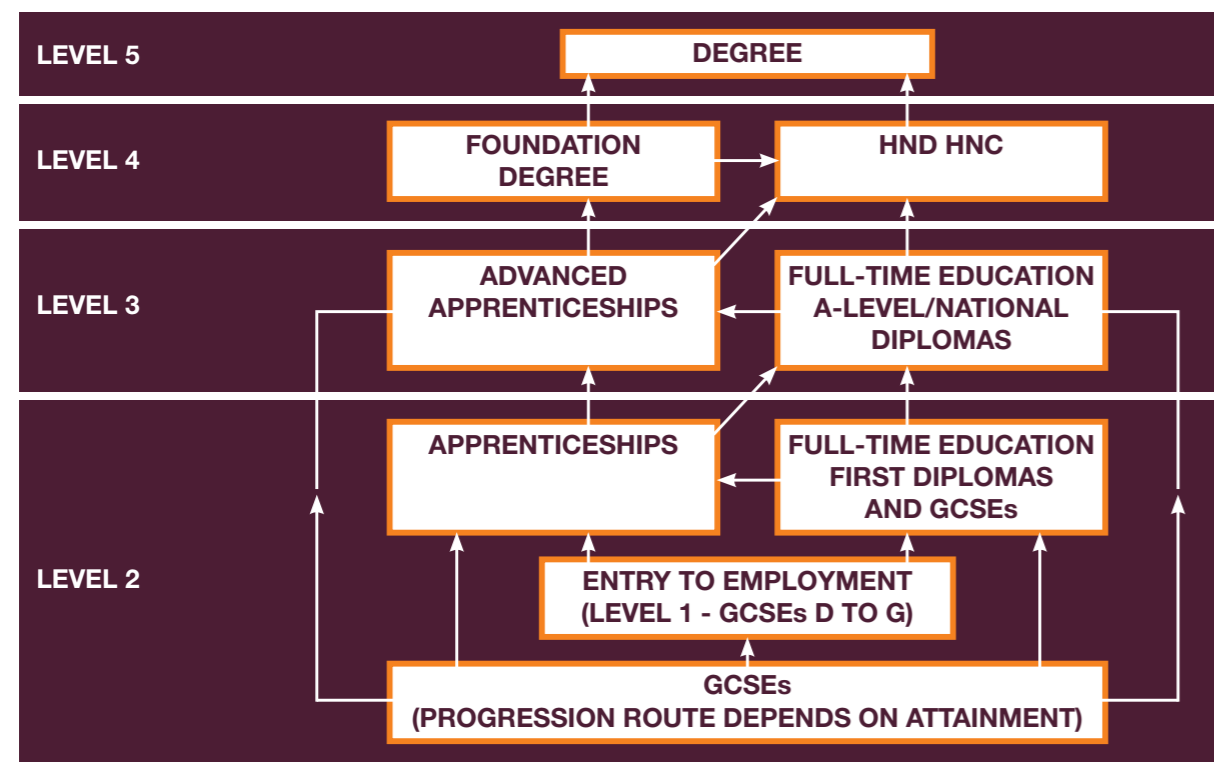 LEVEL 5
DEGREE
LEVEL 4
FOUNDATION
DEGREE
HND HNC
LEVEL 3
ADVANCED
APPRENTICESHIPS
FULL-TIME EDUCATION
A-LEVEL/NATIONAL
DIPLOMAS
LEVEL 2
APPRENTICESHIPS
FULL-TIME EDUCATION
FIRST DIPLOMAS
AND GCSEs
ENTRY TO EMPLOYMENT
(LEVEL 1 - GCSEs D TO G)
GCSEs
(PROGRESSION ROUTE DEPENDS ON ATTAINMENT)